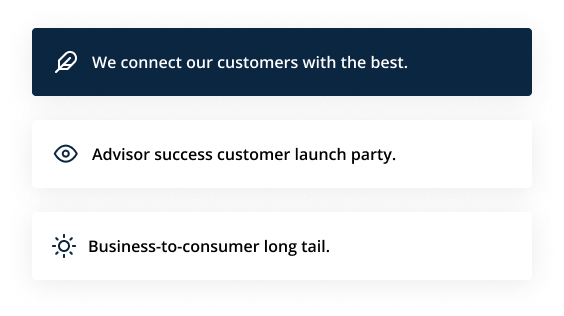 We connect our customers with the best.
Advisor success customer launch party.
Business-to-consumer long tail.